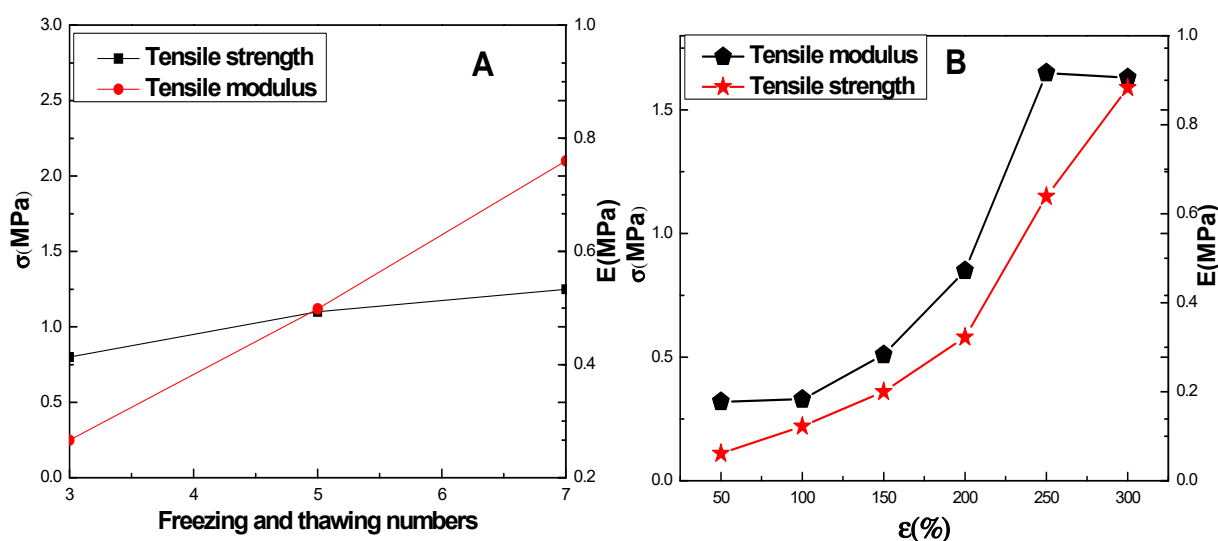 Tensile strength
Tensile modulus
A
3.0
2.5
2.0
1.5
1.0
0.5
0.0
σ(MPa)
1.0
0.8
0.6
0.4
0.2
E(MPa)
3
4
5
6
7
Freezing and thawing numbers
Tensile modulus
Tensile strength
B
1.5
1.0
0.5
0.0
σ(MPa)
1.0
0.8
0.6
0.4
0.2
0.0
E(MPa)
50
100
150
200
250
300
ε(%)